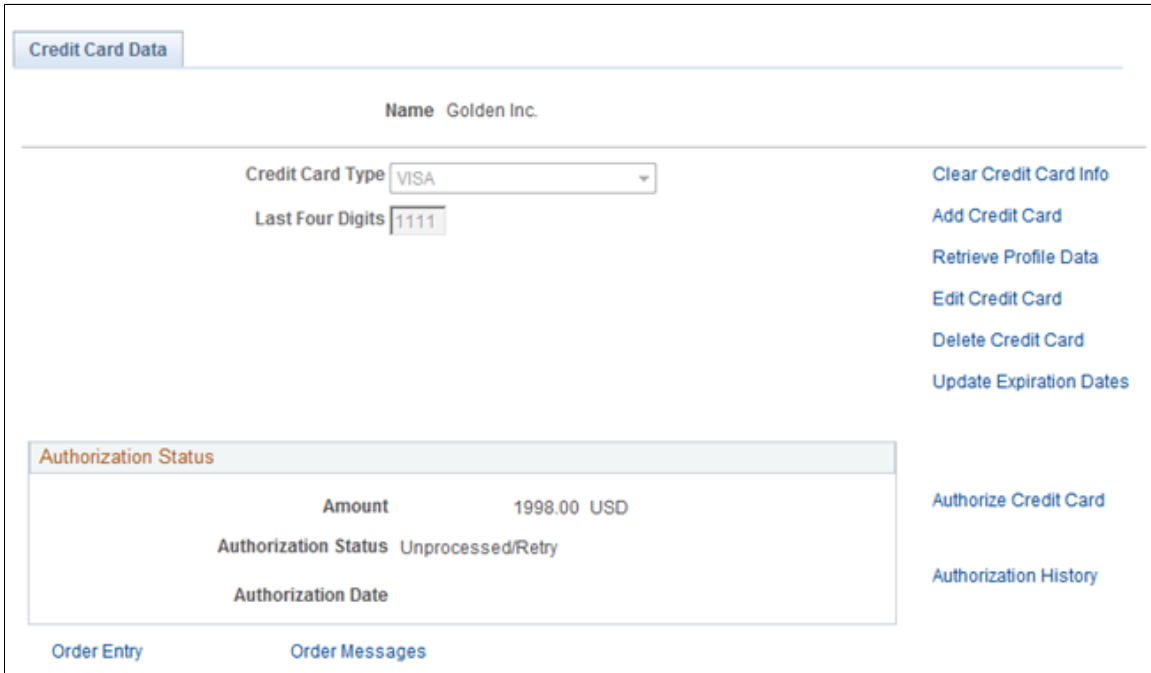 Credit Card Data
Name Golden Inc.
Credit Card Type VISA
Last Four Digits 1111
Clear Credit Card Info
Add Credit Card
Retrieve Profile Data
Edit Credit Card
Delete Credit Card
Update Expiration Dates
Authorization Status
Amount 1998.00 USD
Authorization Status Unprocessed/Retry
Authorization Date
Authorize Credit Card
Authorization History
Order Entry Order Messages